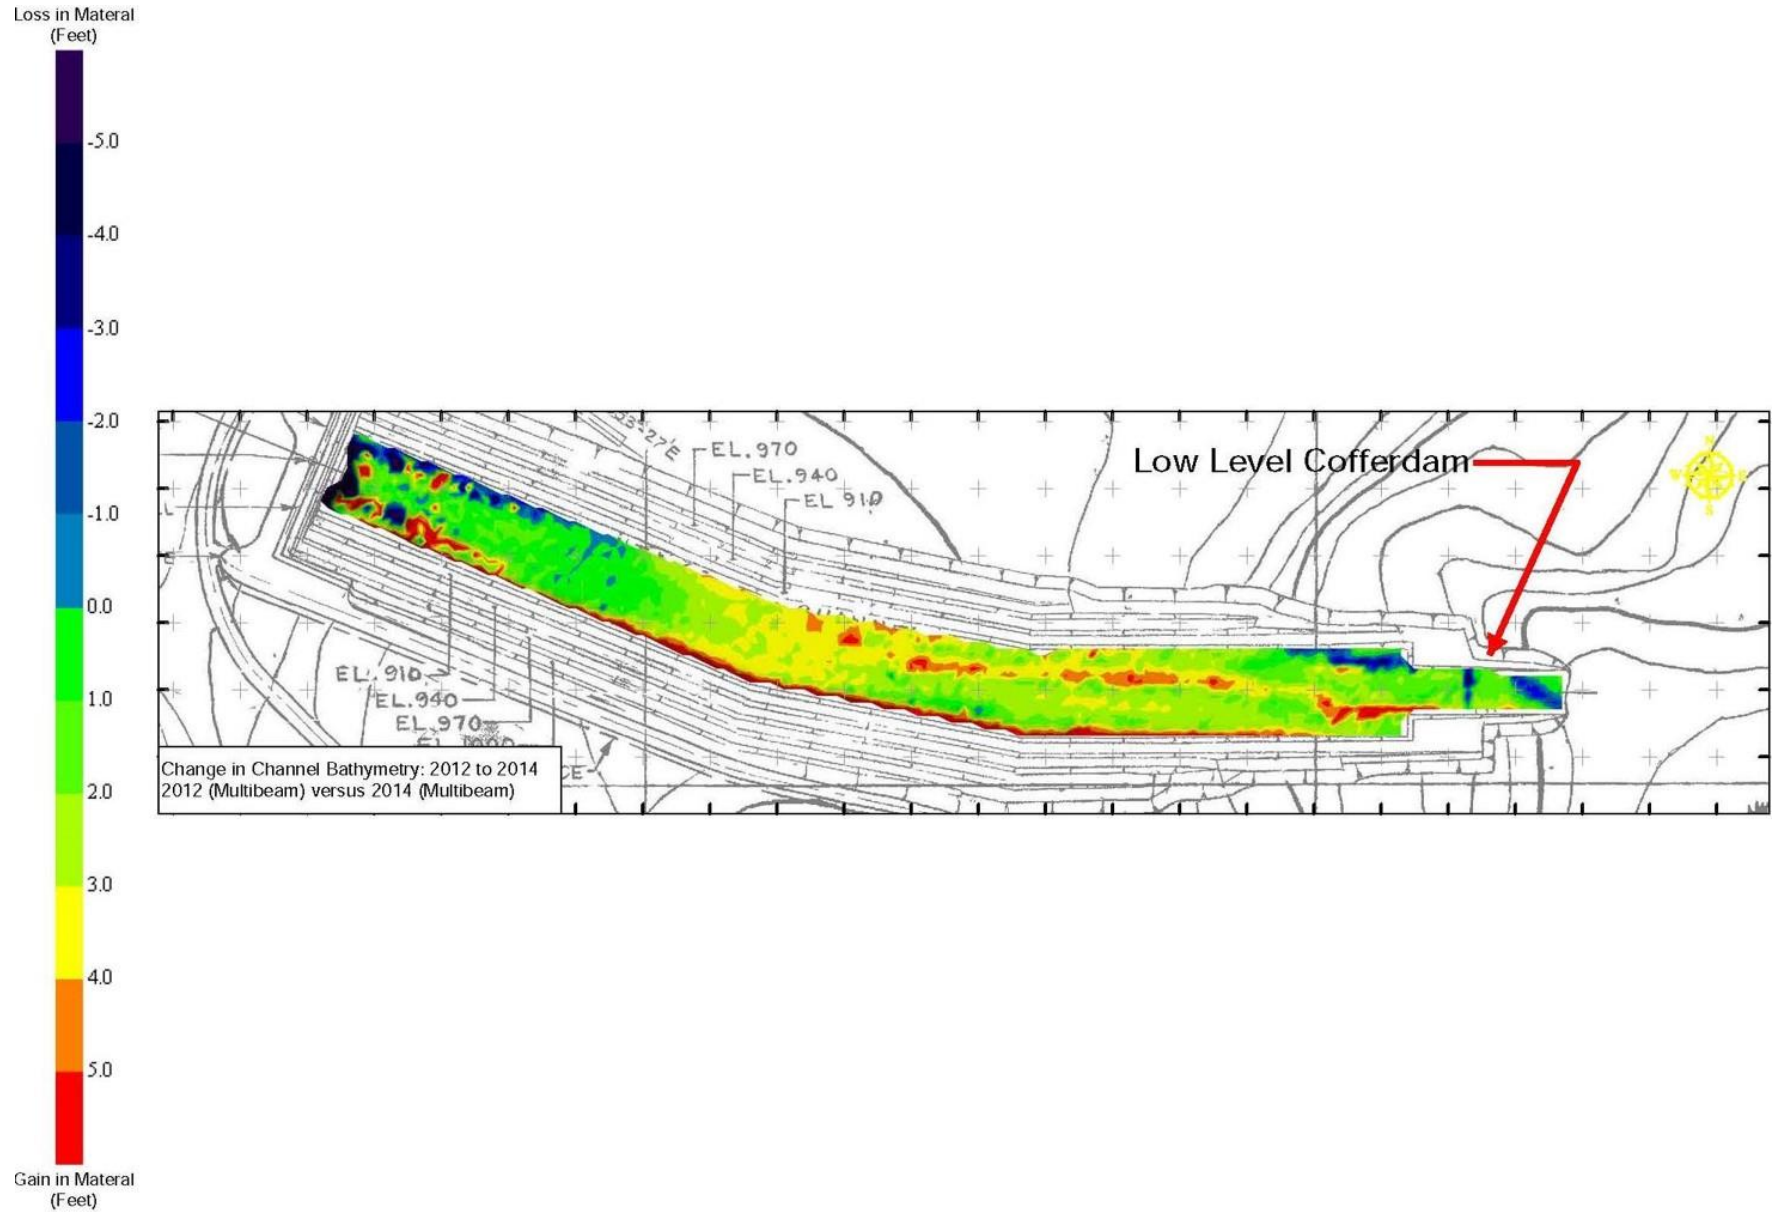 Loss in Materal
(Feet)
-5.0
-4.0
-3.0
-2.0
-1.0
0.0
1.0
2.0
3.0
4.0
5.0
Gain in Materal
(Feet)
EL.970
EL.940
EL 910
Low Level Cofferdam
N
S
EL.910
EL.940
EL.970
Change in Channel Bathymetry: 2012 to 2014
2012 (Multibeam) versus 2014 (Multibeam)